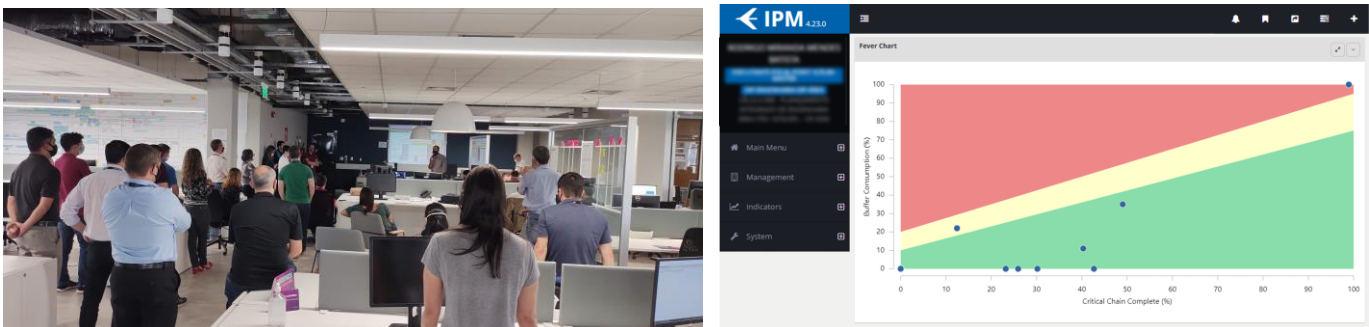 IPM 4.23.0
Main Menu
Management
Indicators
System
Fever Chart
Buffer Consumption (%)
100
90
80
70
60
50
40
30
20
10
0
0 10 20 30 40 50 60 70 80 90 100
Critical Chain Complete (%)